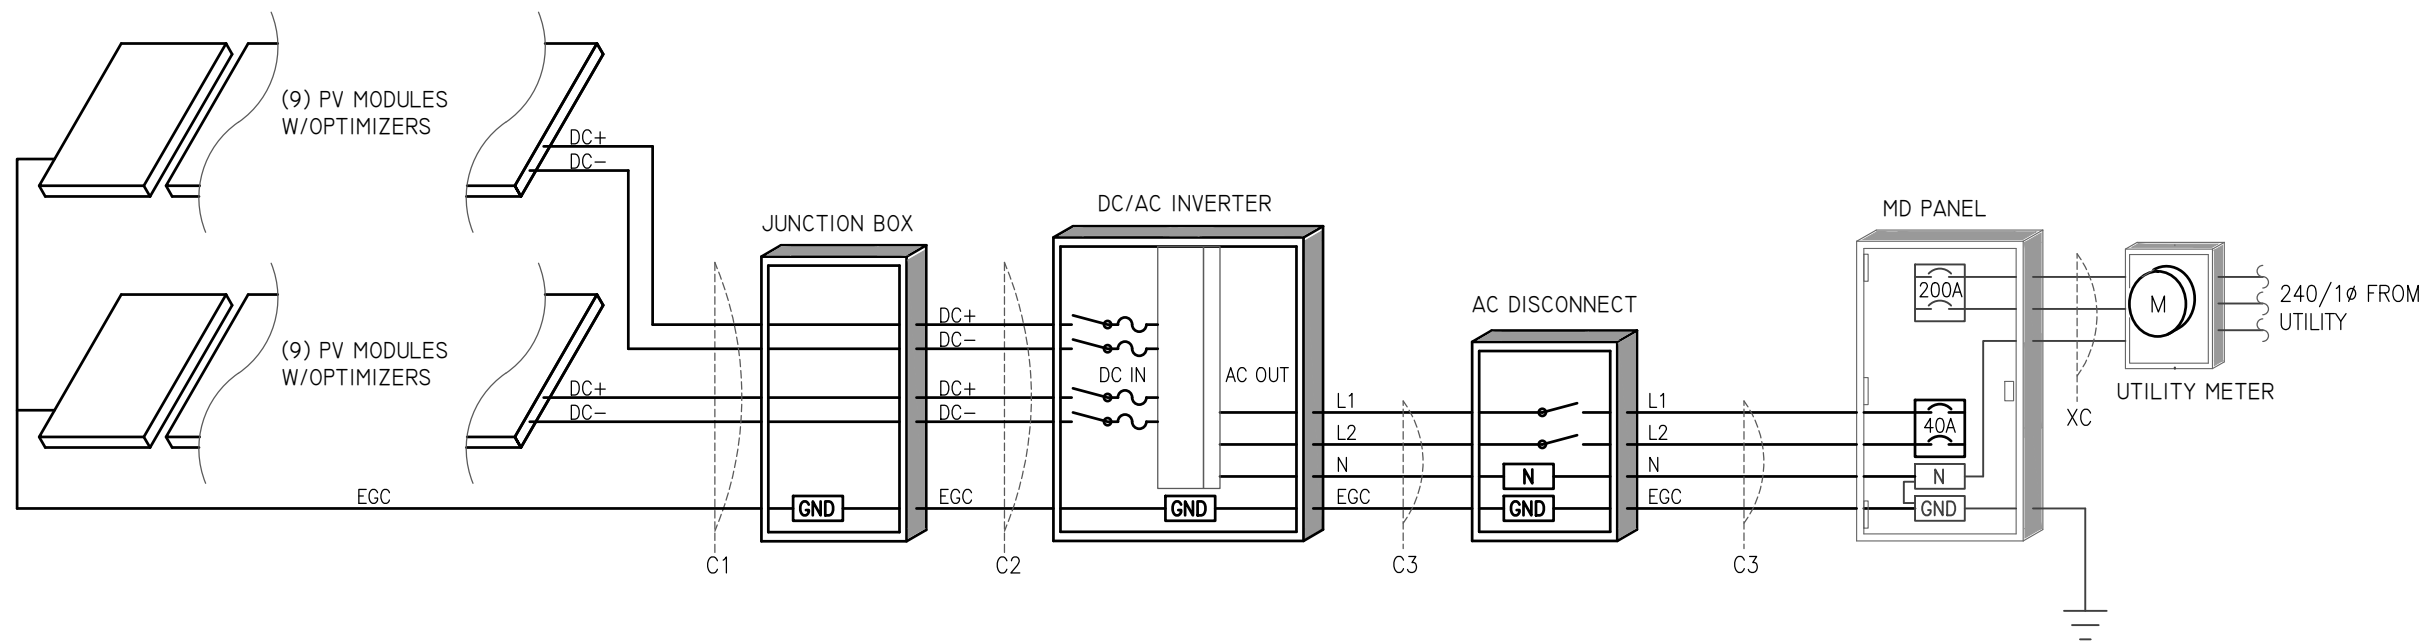 (9) PV MODULES
W/OPTIMIZERS
DC+
DC-
(9) PV MODULES
W/OPTIMIZERS
DC+
DC-
EGC
C1
JUNCTION BOX
GND
DC+
DC-
DC+
DC-
EGC
C2
DC/AC INVERTER
DC IN
AC OUT
GND
L1
L2
N
EGC
C3
AC DISCONNECT
N
GND
L1
L2
N
EGC
C3
MD PANEL
200A
40A
N
GND
XC
M
UTILITY METER
240/1ø FROM
UTILITY